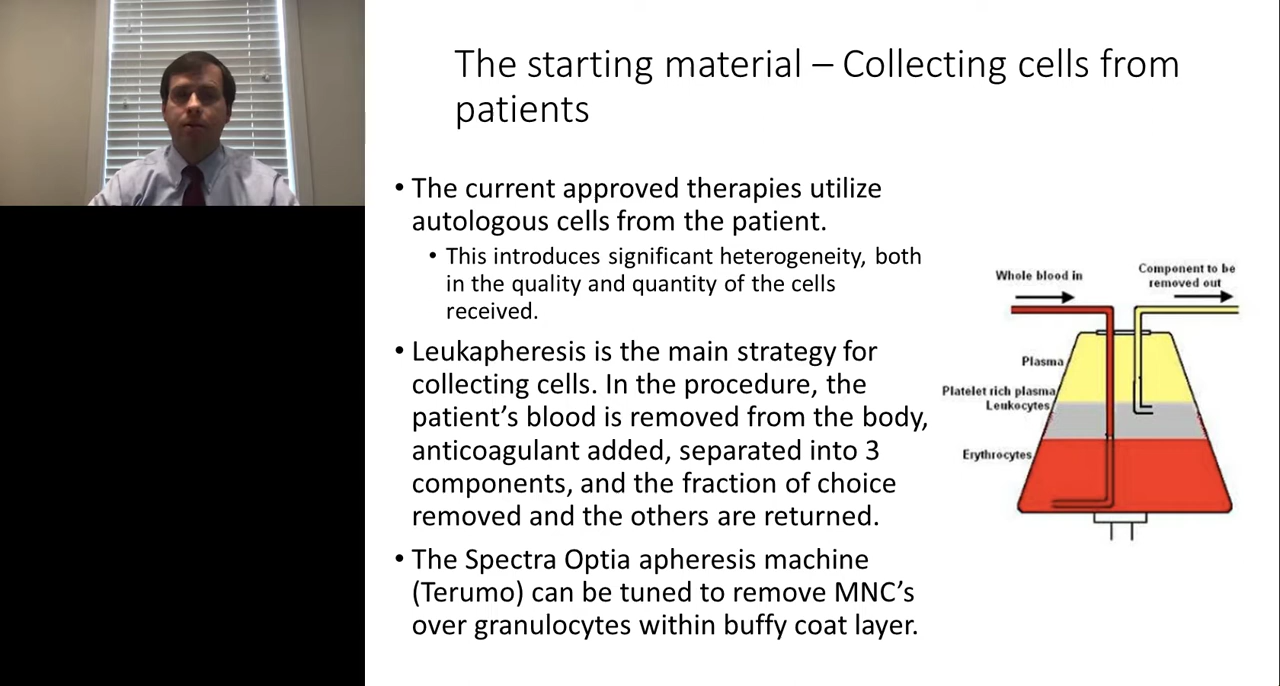 The starting material – Collecting cells from
patients
• The current approved therapies utilize
autologous cells from the patient.
• This introduces significant heterogeneity, both
in the quality and quantity of the cells
received.
• Leukapheresis is the main strategy for
collecting cells. In the procedure, the
patient’s blood is removed from the body,
anticoagulant added, separated into 3
components, and the fraction of choice
removed and the others are returned.
• The Spectra Optia apheresis machine
(Terumo) can be tuned to remove MNC’s
over granulocytes within buffy coat layer.
Whole blood in
Component to be
removed out
Plasma
Platelet rich plasma
Leukocytes
Erythrocytes